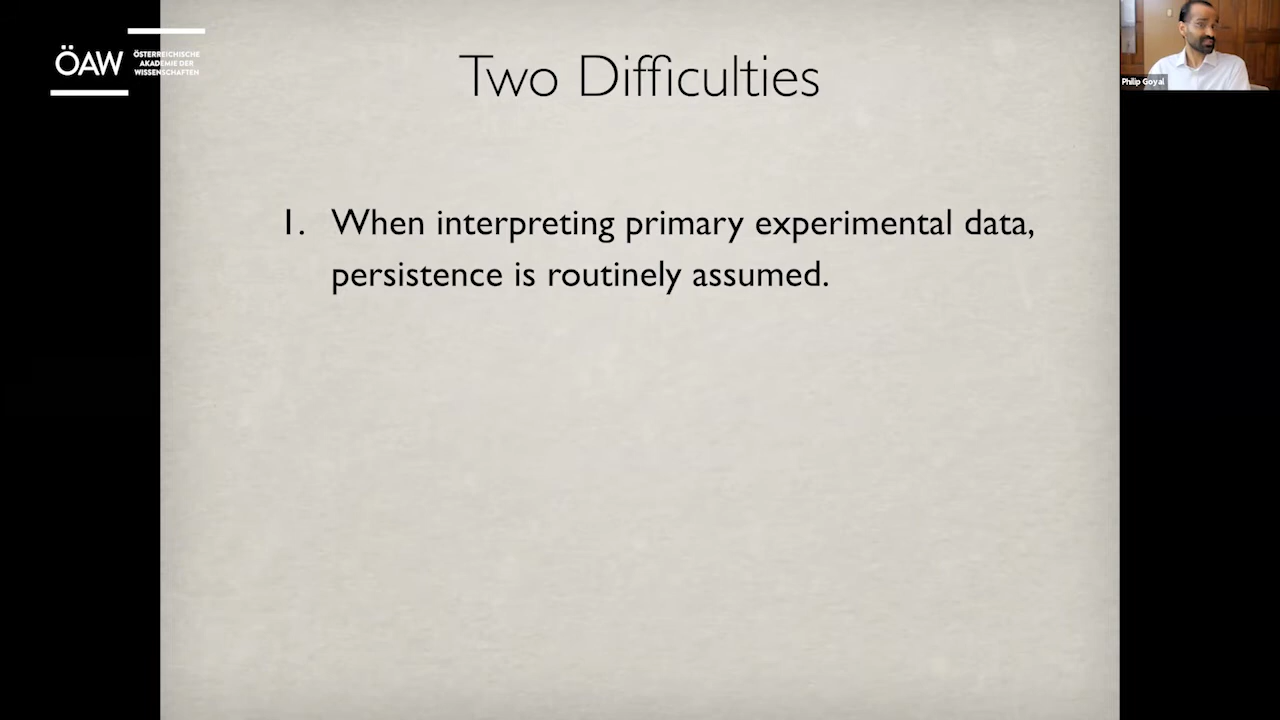 ÖAW
ÖSTERREICHISCHE
AKADEMIE DER
WISSENSCHAFTEN
Two Difficulties
Philip Goyal
1. When interpreting primary experimental data,
persistence is routinely assumed.